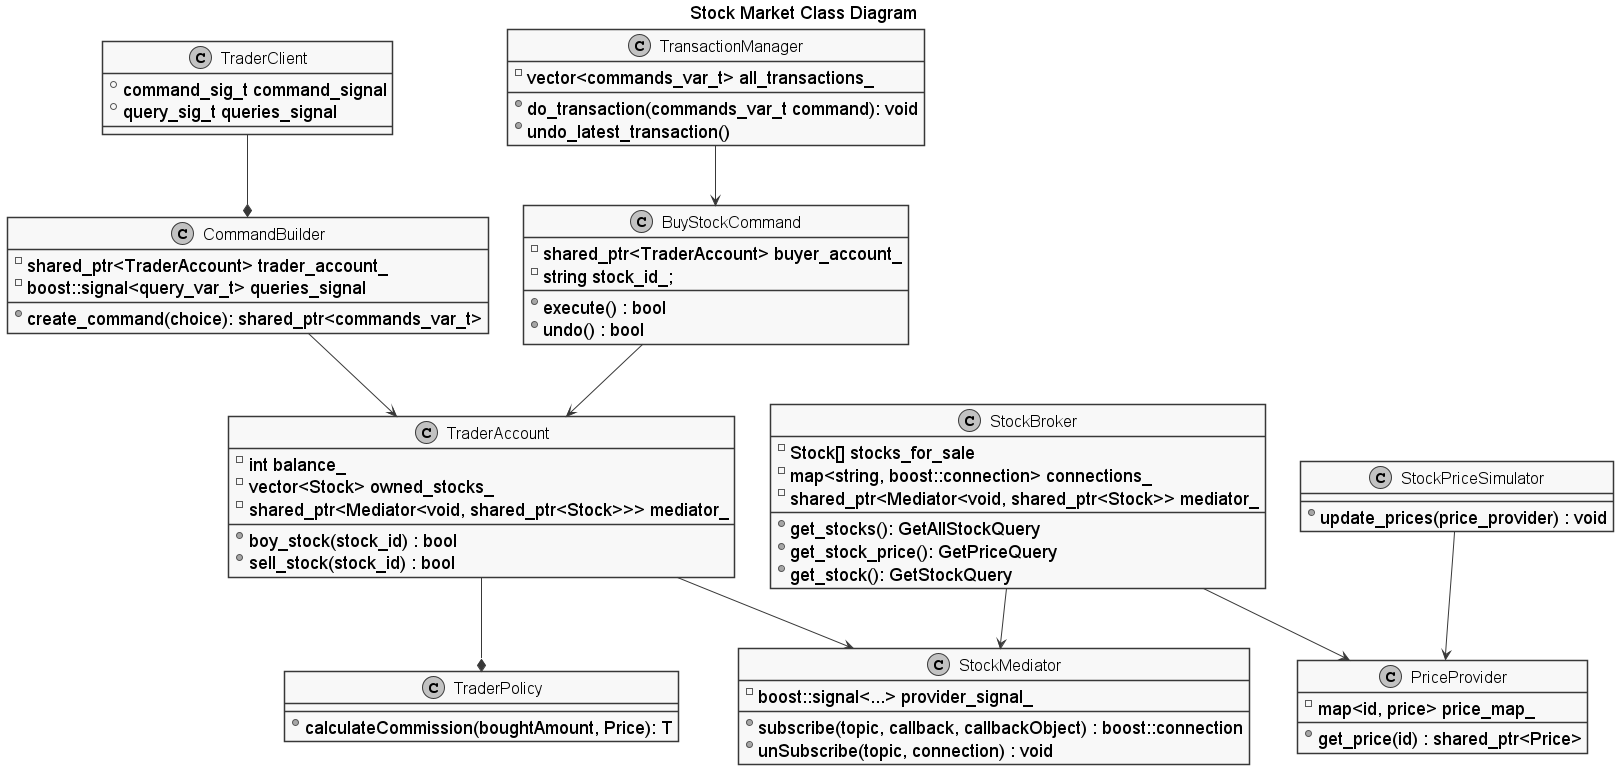 Stock Market Class Diagram
C TraderClient
command_sig_t command_signal
query_sig_t queries_signal
C TransactionManager
vector<commands_var_t> all_transactions_
do_transaction(commands_var_t command): void
undo_latest_transaction()
C CommandBuilder
shared_ptr<TraderAccount> trader_account_
boost::signal<query_var_t> queries_signal
create_command(choice): shared_ptr<commands_var_t>
C BuyStockCommand
shared_ptr<TraderAccount> buyer_account_
string stock_id_;
execute() : bool
undo() : bool
C TraderAccount
int balance_
vector<Stock> owned_stocks_
shared_ptr<Mediator<void, shared_ptr<Stock>>> mediator_
boy_stock(stock_id) : bool
sell_stock(stock_id) : bool
C StockBroker
Stock[] stocks_for_sale
map<string, boost::connection> connections_
shared_ptr<Mediator<void, shared_ptr<Stock>> mediator_
get_stocks(): GetAllStockQuery
get_stock_price(): GetPriceQuery
get_stock(): GetStockQuery
C StockPriceSimulator
update_prices(price_provider) : void
C TraderPolicy
calculateCommission(boughtAmount, Price): T
C StockMediator
boost::signal<...> provider_signal_
subscribe(topic, callback, callbackObject) : boost::connection
unSubscribe(topic, connection) : void
C PriceProvider
map<id, price> price_map_
get_price(id) : shared_ptr<Price>